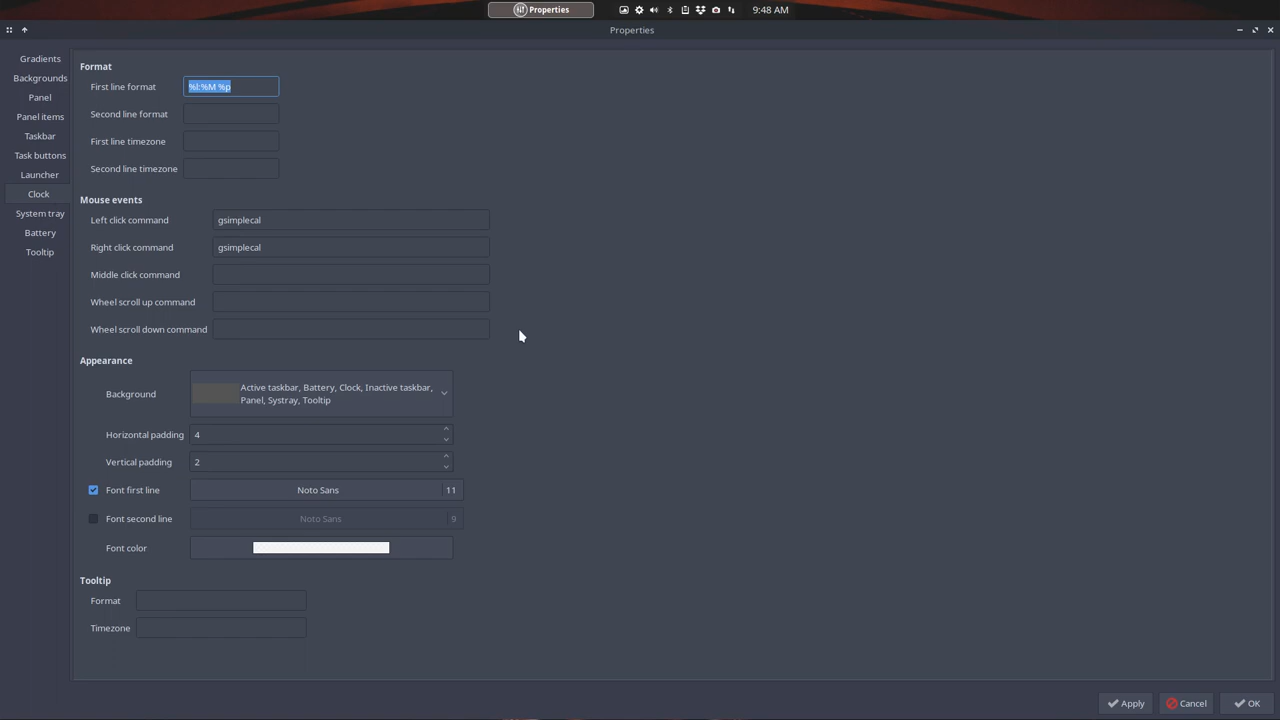 Properties
9:48 AM
Properties
Gradients
Backgrounds
Panel
Panel items
Taskbar
Task buttons
Launcher
Clock
System tray
Battery
Tooltip
Format
First line format %l:%M %p
Second line format
First line timezone
Second line timezone
Mouse events
Left click command gsimplecal
Right click command gsimplecal
Middle click command
Wheel scroll up command
Wheel scroll down command
Appearance
Background Active taskbar, Battery, Clock, Inactive taskbar,
Panel, Systray, Tooltip
Horizontal padding 4
Vertical padding 2
Font first line Noto Sans 11
Font second line Noto Sans 9
Font color
Tooltip
Format
Timezone
Apply Cancel OK